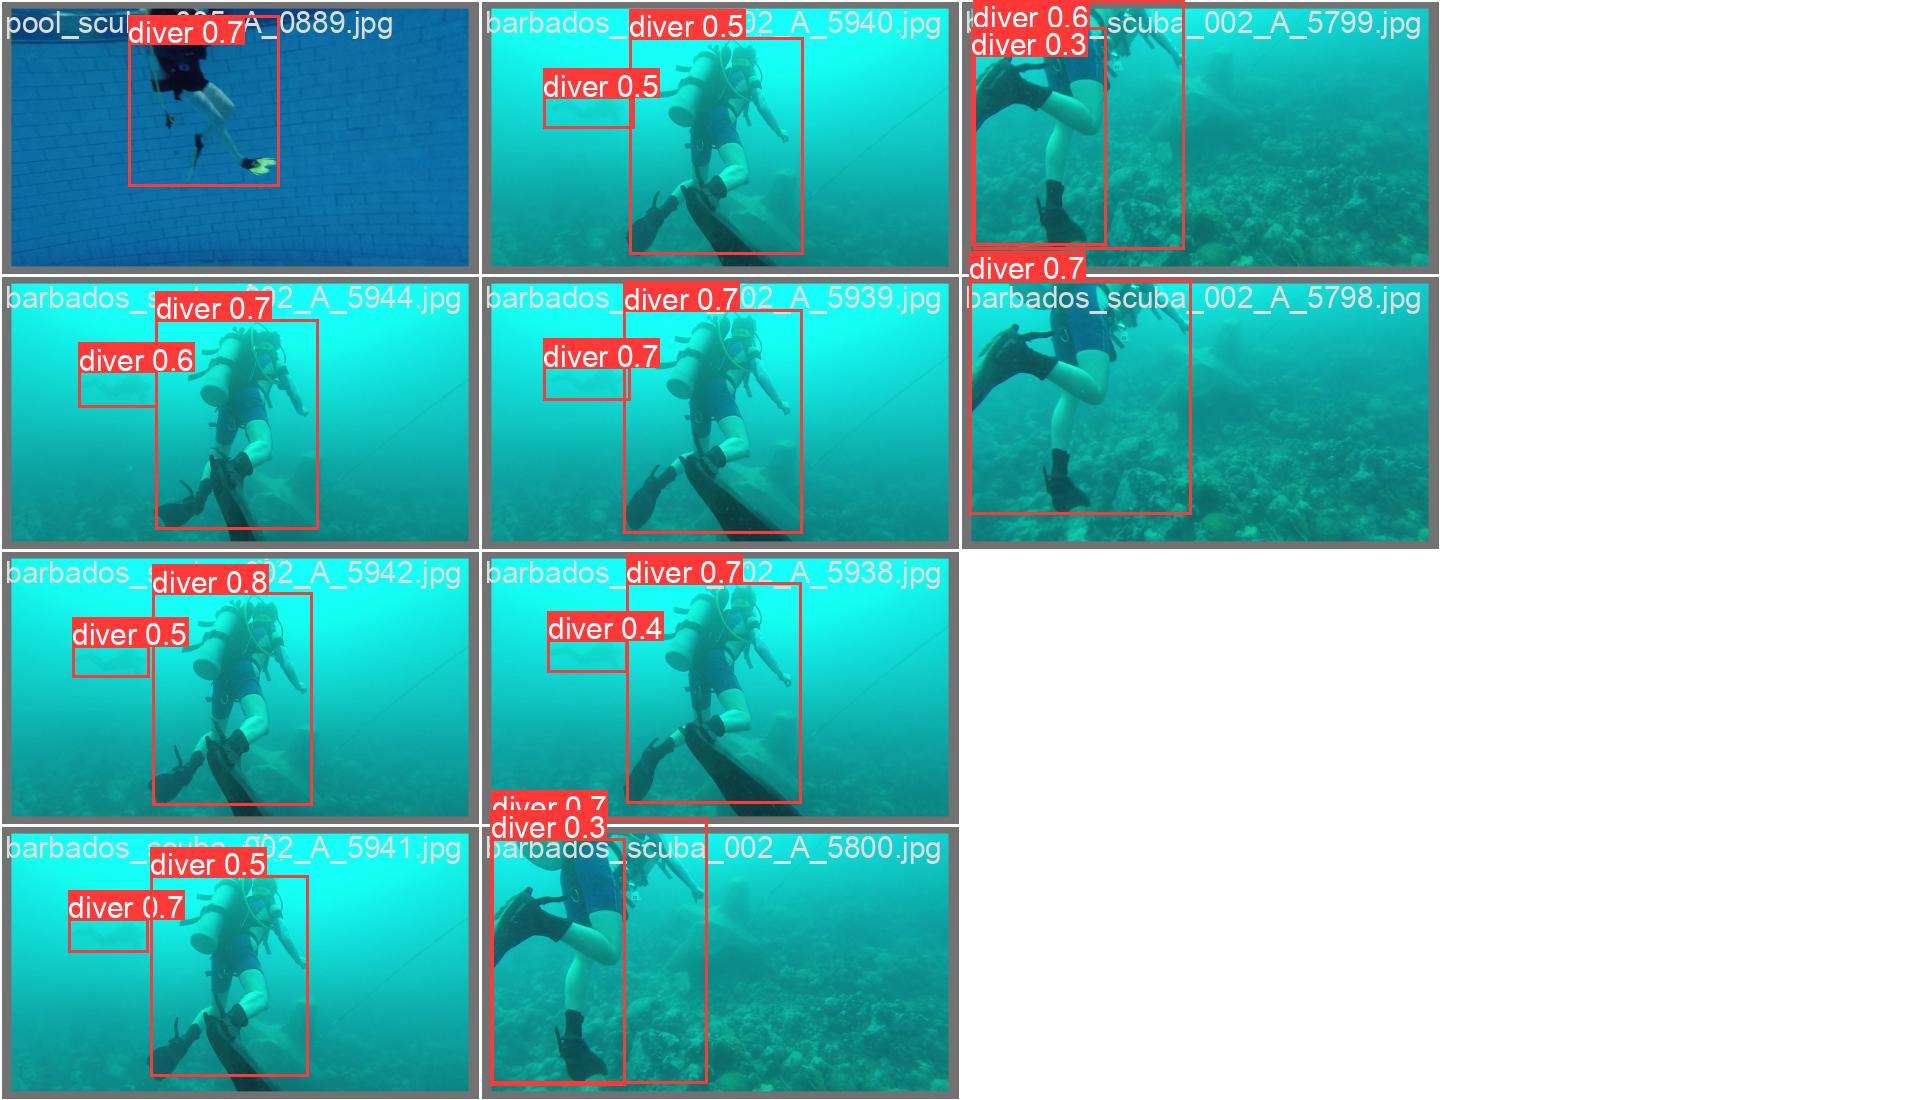 pool_scu
A_0889.jpg
diver 0.7
barbados_
02_A_5940.jpg
diver 0.5
diver 0.5
_scuba_002_A_5799.jpg
diver 0.6
diver 0.3
barbados_s
02_A_5944.jpg
diver 0.7
diver 0.6
barbados_
02_A_5939.jpg
diver 0.7
diver 0.7
diver 0.7
barbados_scuba_002_A_5798.jpg
barbados_s
02_A_5942.jpg
diver 0.8
diver 0.5
barbados_
02_A_5938.jpg
diver 0.7
diver 0.4
barbados_scuba_002_A_5941.jpg
diver 0.5
diver 0.7
diver 0.7
diver 0.3
barbados_scuba_002_A_5800.jpg